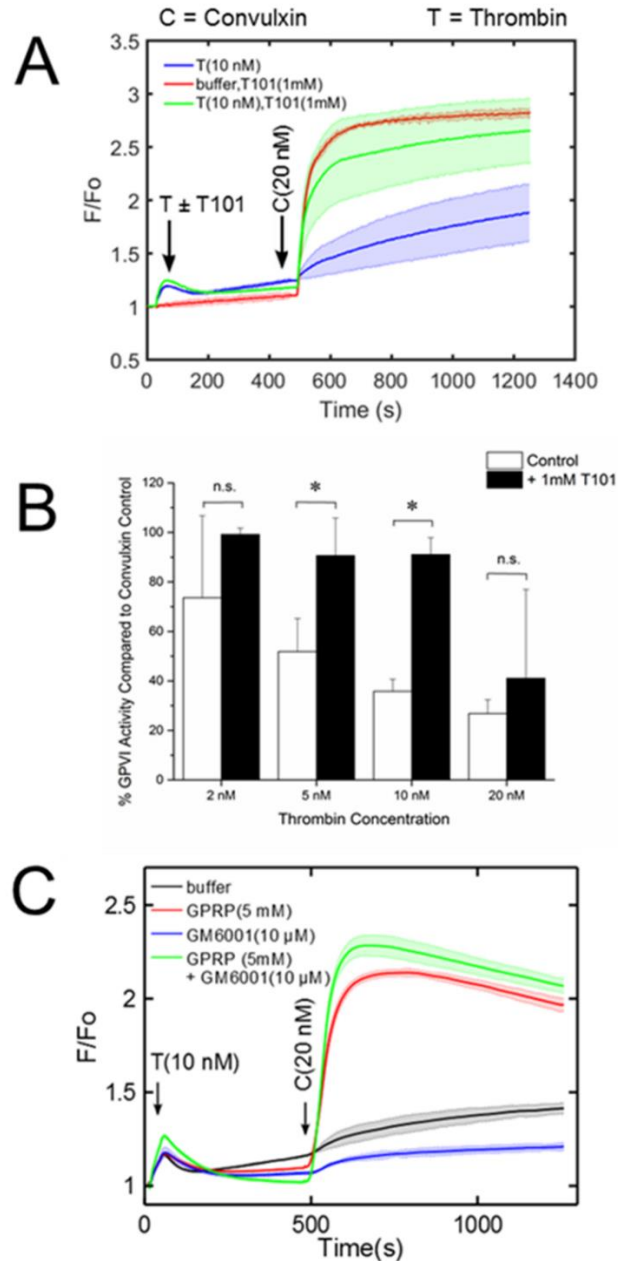 C = Convulxin T = Thrombin
A
T(10 nM)
buffer,T101(1mM)
T(10 nM),T101(1mM)
T ± T101
C(20 nM)
F/Fo
3.5
3
2.5
2
1.5
1
0.5
0 200 400 600 800 1000 1200 1400
Time (s)
B
Control
+ 1mM T101
n.s.
*
*
n.s.
% GPVI Activity Compared to Convulxin Control
120
100
80
60
40
20
0
2 nM 5 nM 10 nM 20 nM
Thrombin Concentration
C
buffer
GPRP(5 mM)
GM6001(10 µM)
GPRP (5mM)
+ GM6001(10 µM)
T(10 nM)
C(20 nM)
F/Fo
2.5
2
1.5
1
0 500 1000
Time(s)